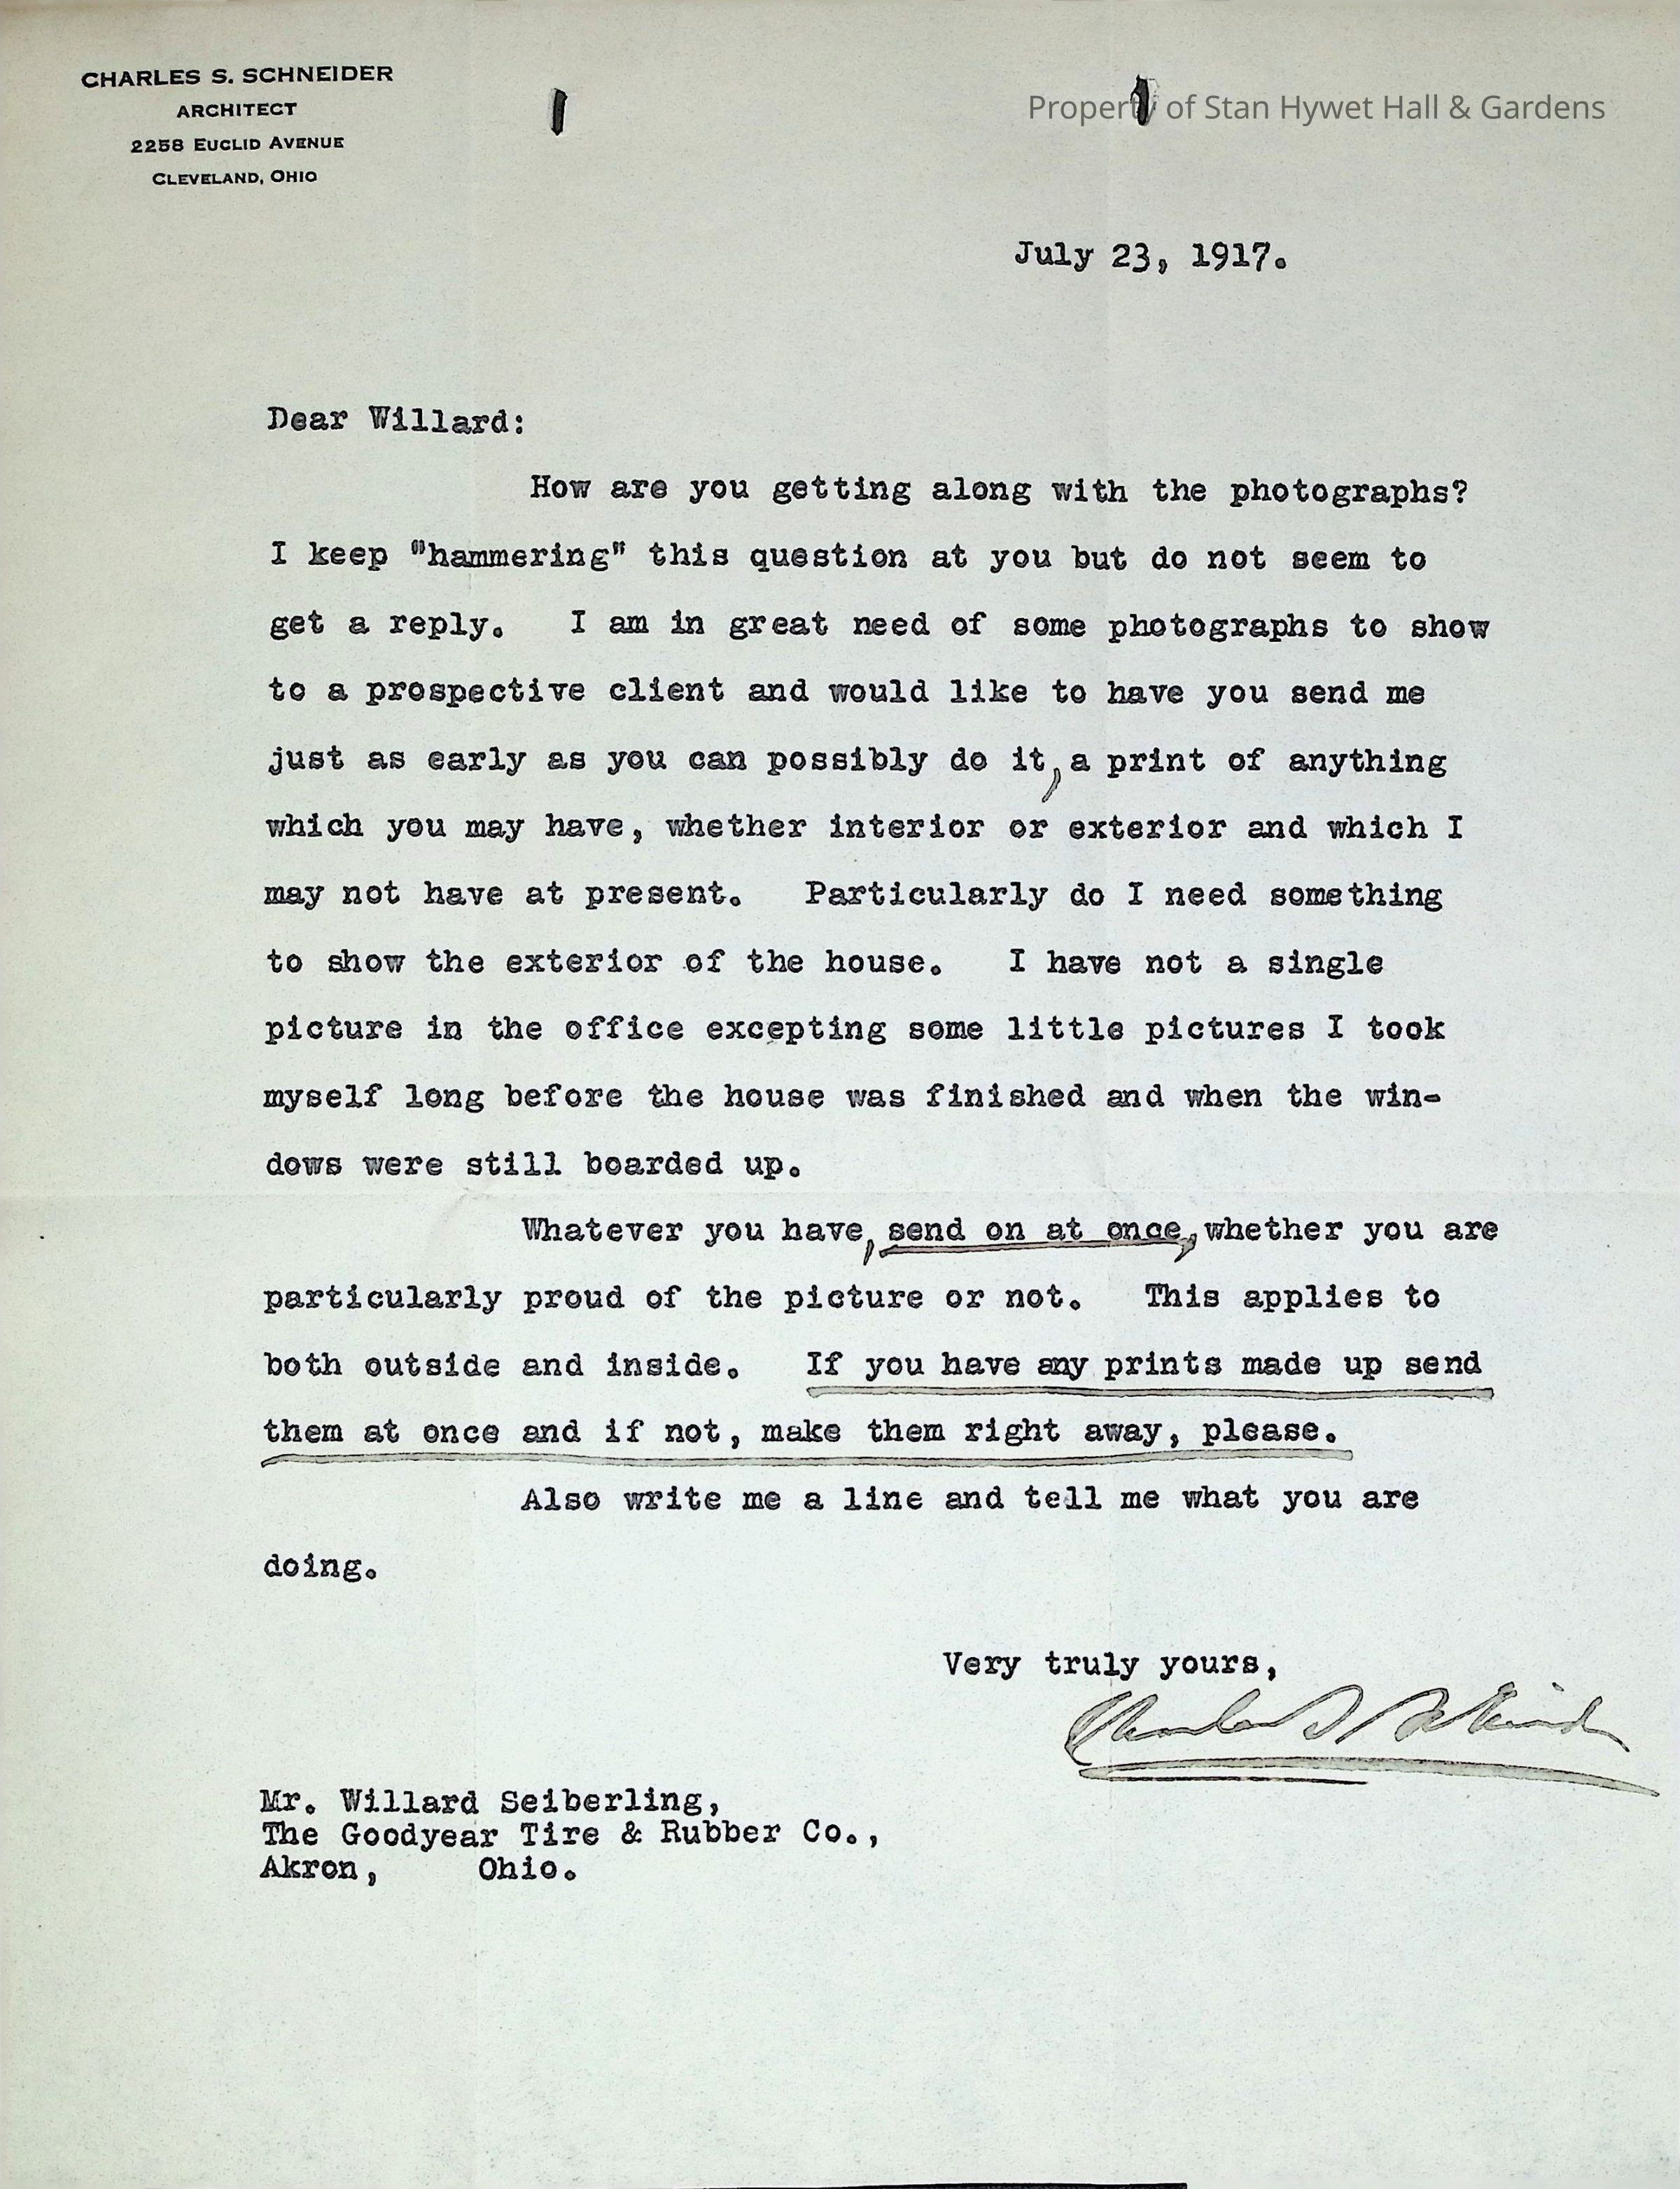 CHARLES S. SCHNEIDER
ARCHITECT
2258 EUCLID AVENUE
CLEVELAND, OHIO
Property of Stan Hywet Hall & Gardens
July 23, 1917.
Dear Willard:
How are you getting along with the photographs?
I keep "hammering" this question at you but do not seem to
get a reply. I am in great need of some photographs to show
to a prospective client and would like to have you send me
just as early as you can possibly do it, a print of anything
which you may have, whether interior or exterior and which I
may not have at present. Particularly do I need something
to show the exterior of the house. I have not a single
picture in the office excepting some little pictures I took
myself long before the house was finished and when the win-
dows were still boarded up.
Whatever you have, send on at once, whether you are
particularly proud of the picture or not. This applies to
both outside and inside. If you have any prints made up send
them at once and if not, make them right away, please.
Also write me a line and tell me what you are
doing.
Very truly yours,
Charles S. Schneider
Mr. Willard Seiberling,
The Goodyear Tire & Rubber Co.,
Akron, Ohio.